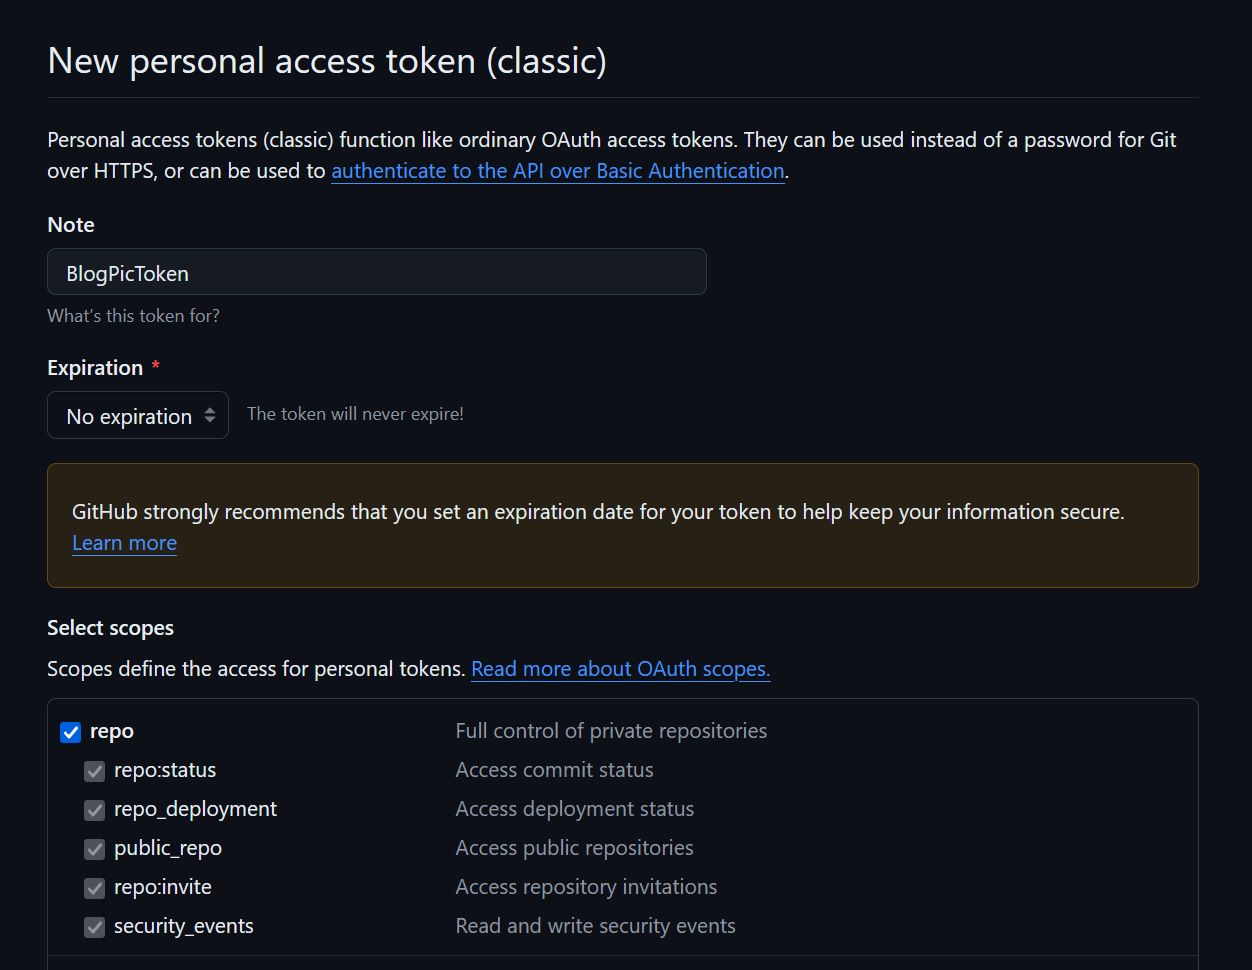 New personal access token (classic)
Personal access tokens (classic) function like ordinary OAuth access tokens. They can be used instead of a password for Git
over HTTPS, or can be used to authenticate to the API over Basic Authentication.
Note
BlogPicToken
What's this token for?
Expiration *
No expiration The token will never expire!
GitHub strongly recommends that you set an expiration date for your token to help keep your information secure.
Learn more
Select scopes
Scopes define the access for personal tokens. Read more about OAuth scopes.
repo Full control of private repositories
repo:status Access commit status
repo_deployment Access deployment status
public_repo Access public repositories
repo:invite Access repository invitations
security_events Read and write security events